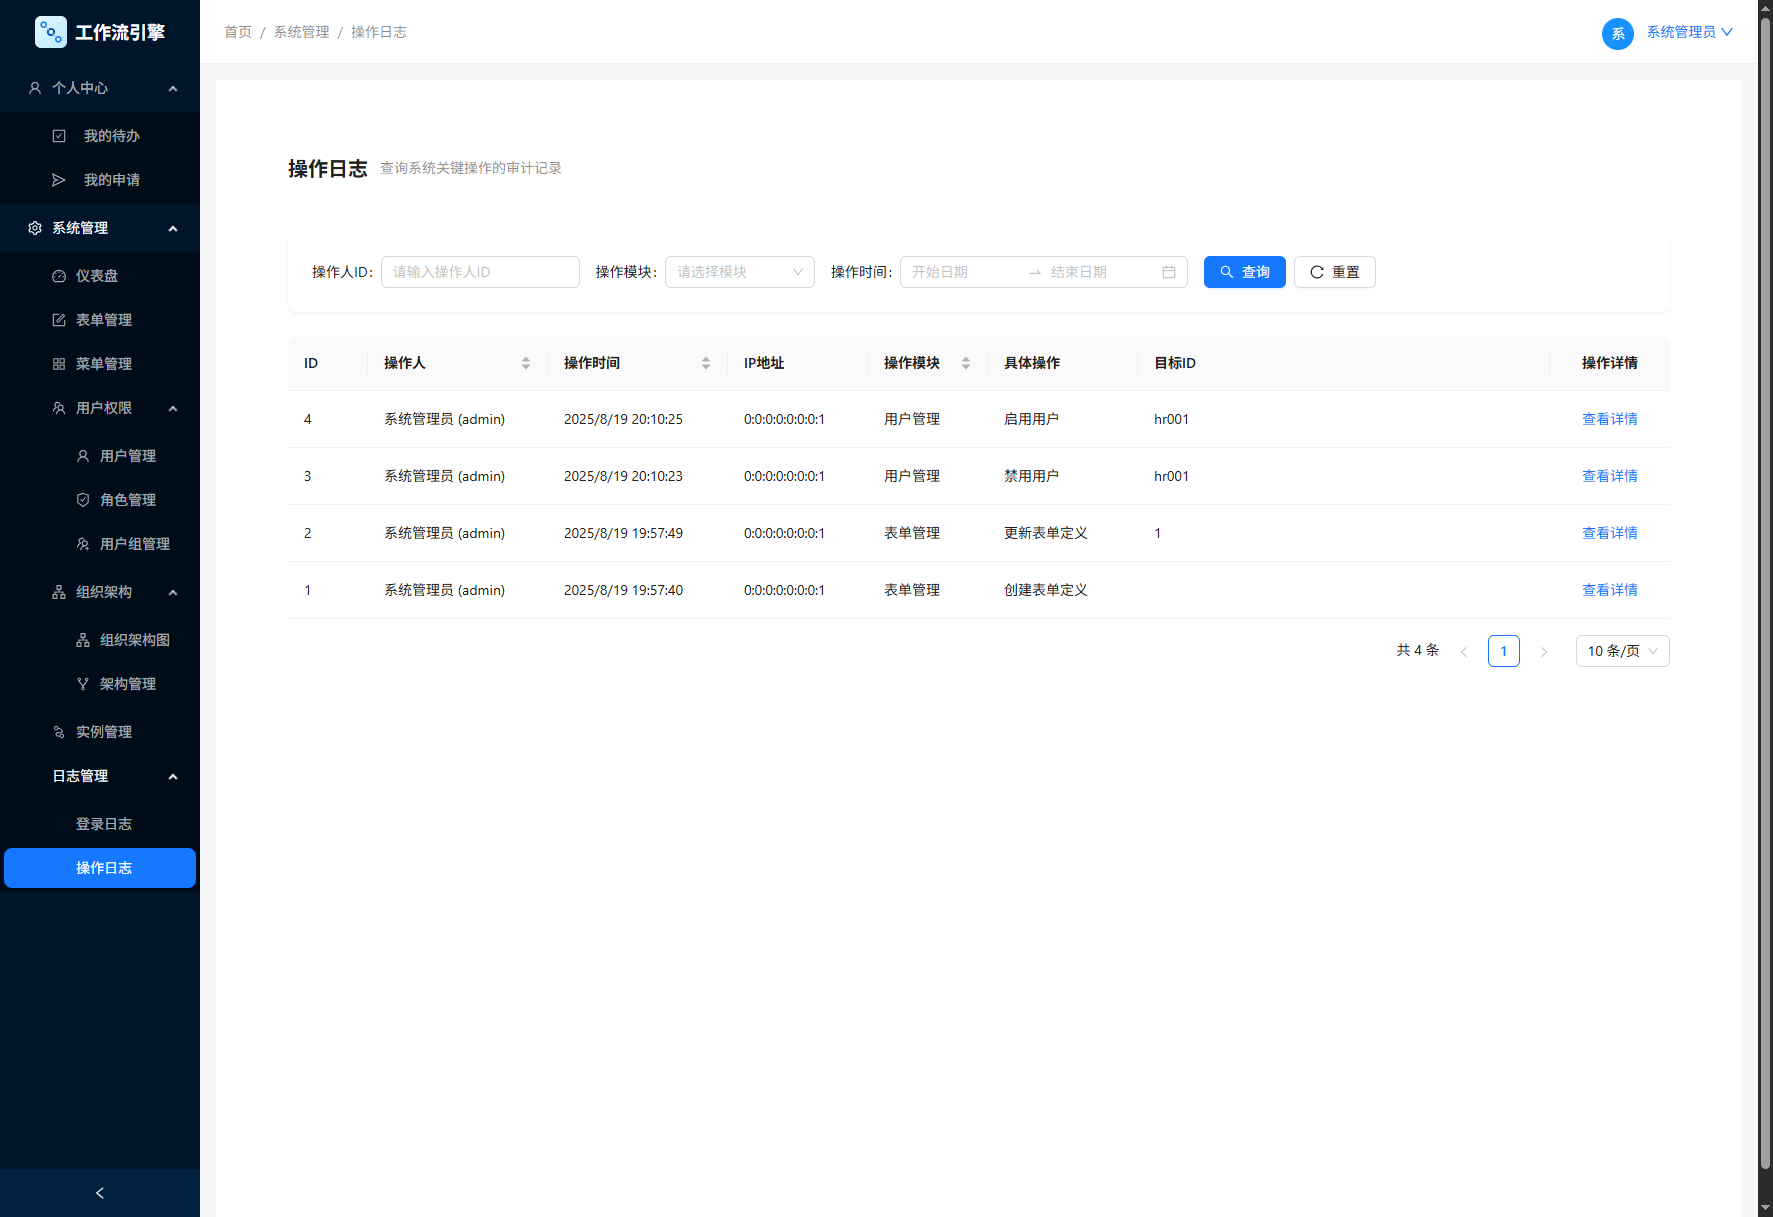 工作流引擎
个人中心
我的待办
我的申请
系统管理
仪表盘
表单管理
菜单管理
用户权限
用户管理
角色管理
用户组管理
组织架构
组织架构图
架构管理
实例管理
日志管理
登录日志
操作日志
首页 / 系统管理 / 操作日志
系 系统管理员
操作日志 查询系统关键操作的审计记录
操作人ID: 请输入操作人ID 操作模块: 请选择模块 操作时间: 开始日期 → 结束日期 查询 重置
ID 操作人 操作时间 IP地址 操作模块 具体操作 目标ID 操作详情
4 系统管理员 (admin) 2025/8/19 20:10:25 0:0:0:0:0:0:0:1 用户管理 启用用户 hr001 查看详情
3 系统管理员 (admin) 2025/8/19 20:10:23 0:0:0:0:0:0:0:1 用户管理 禁用用户 hr001 查看详情
2 系统管理员 (admin) 2025/8/19 19:57:49 0:0:0:0:0:0:0:1 表单管理 更新表单定义 1 查看详情
1 系统管理员 (admin) 2025/8/19 19:57:40 0:0:0:0:0:0:0:1 表单管理 创建表单定义 查看详情
共 4 条 < 1 > 10 条/页